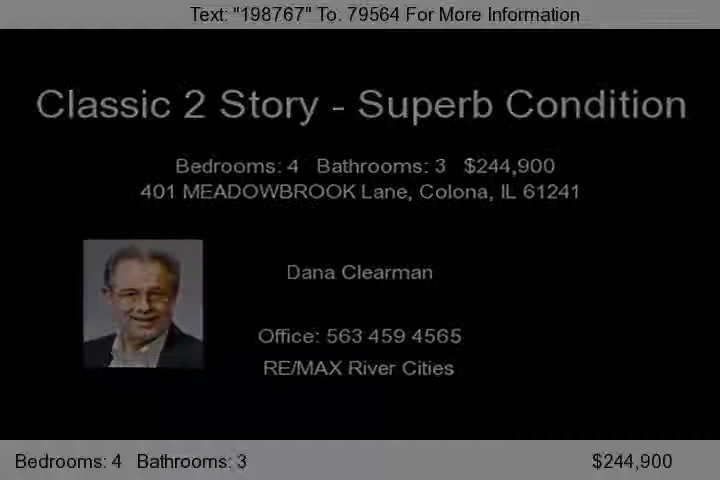 Text: "198767" To: 79564 For More Information
Classic 2 Story - Superb Condition
Bedrooms: 4 Bathrooms: 3 $244,900
401 MEADOWBROOK Lane, Colona, IL 61241
Dana Clearman
Office: 563 459 4565
RE/MAX River Cities
Bedrooms: 4 Bathrooms: 3 $244,900